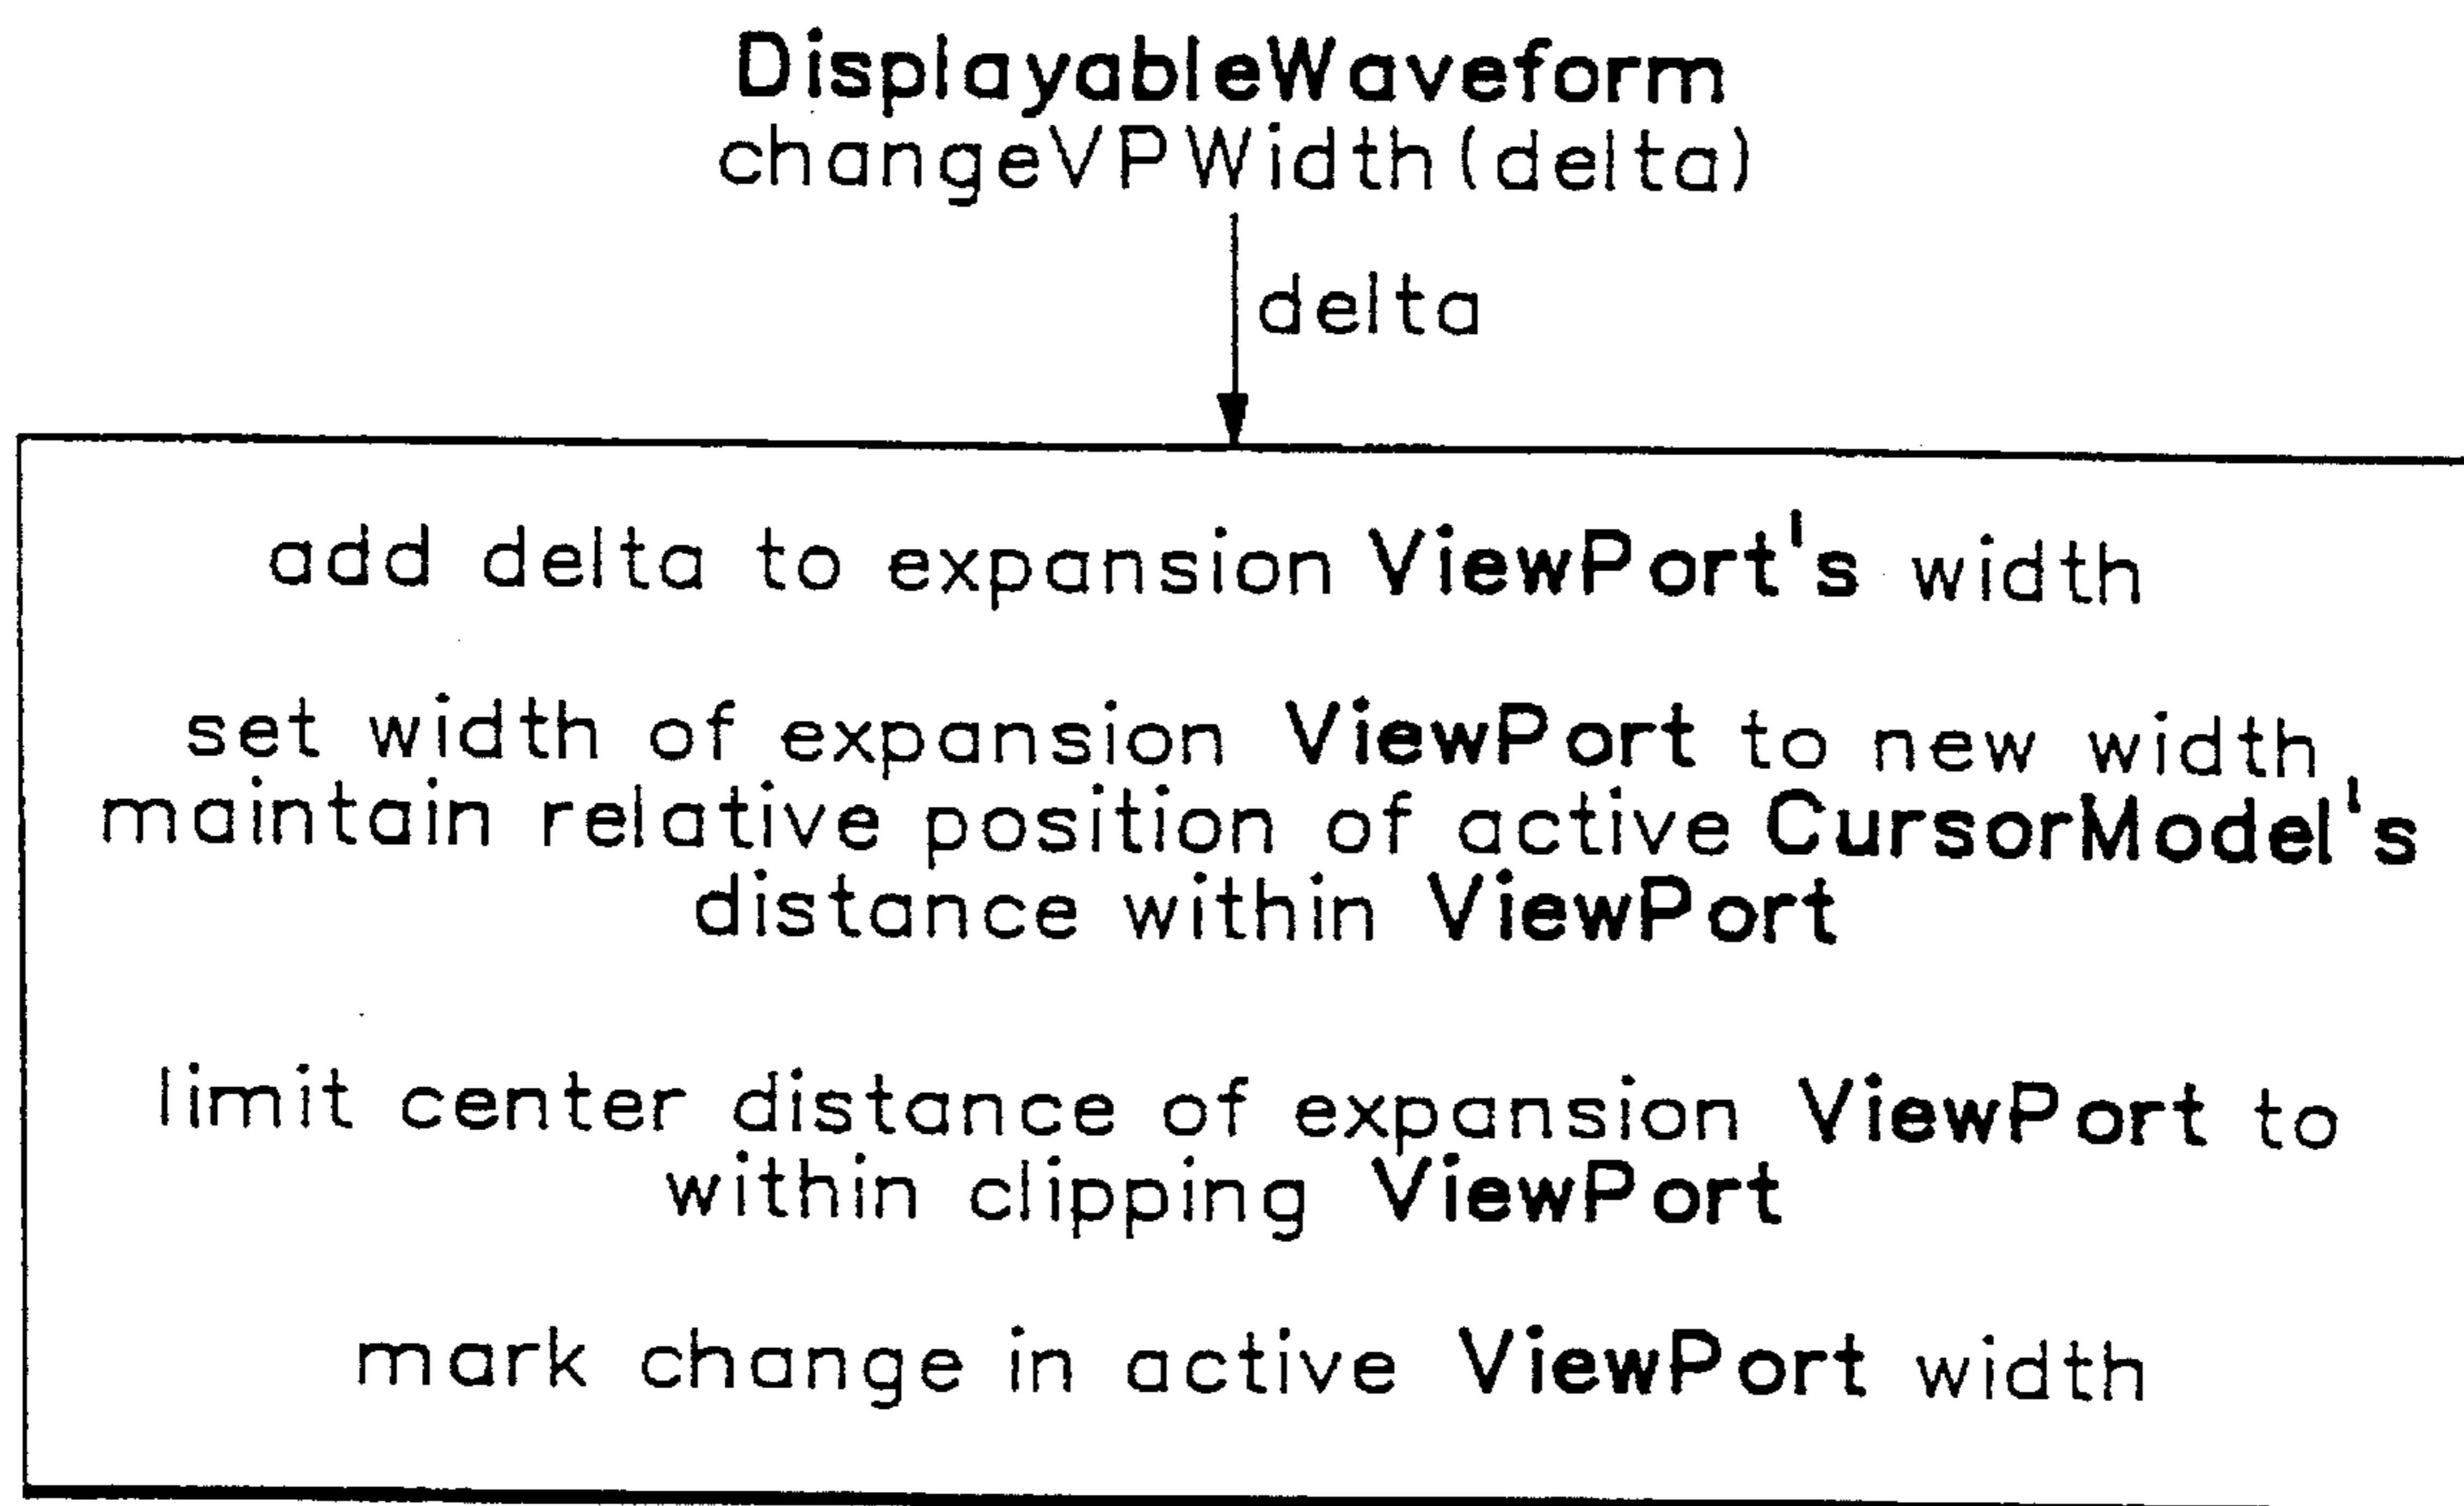 DisplayableWaveform
changeVPWidth(delta)
delta
add delta to expansion ViewPort's width
set width of expansion ViewPort to new width
maintain relative position of active CursorModel's
distance within ViewPort
limit center distance of expansion ViewPort to
within clipping ViewPort
mark change in active ViewPort width